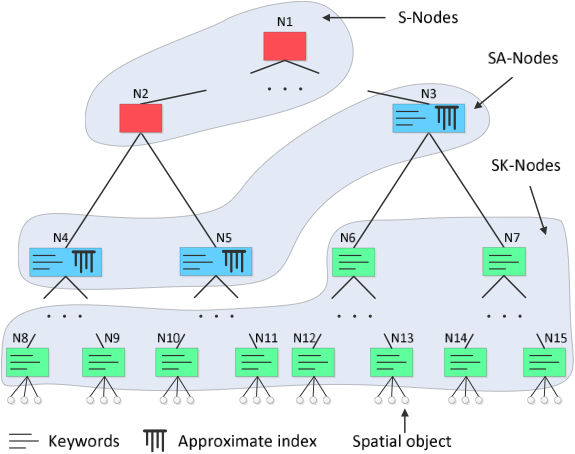 N1
S-Nodes
SA-Nodes
N2
N3
SK-Nodes
N4
N5
N6
N7
N8
N9
N10
N11
N12
N13
N14
N15
Keywords
Approximate index
Spatial object